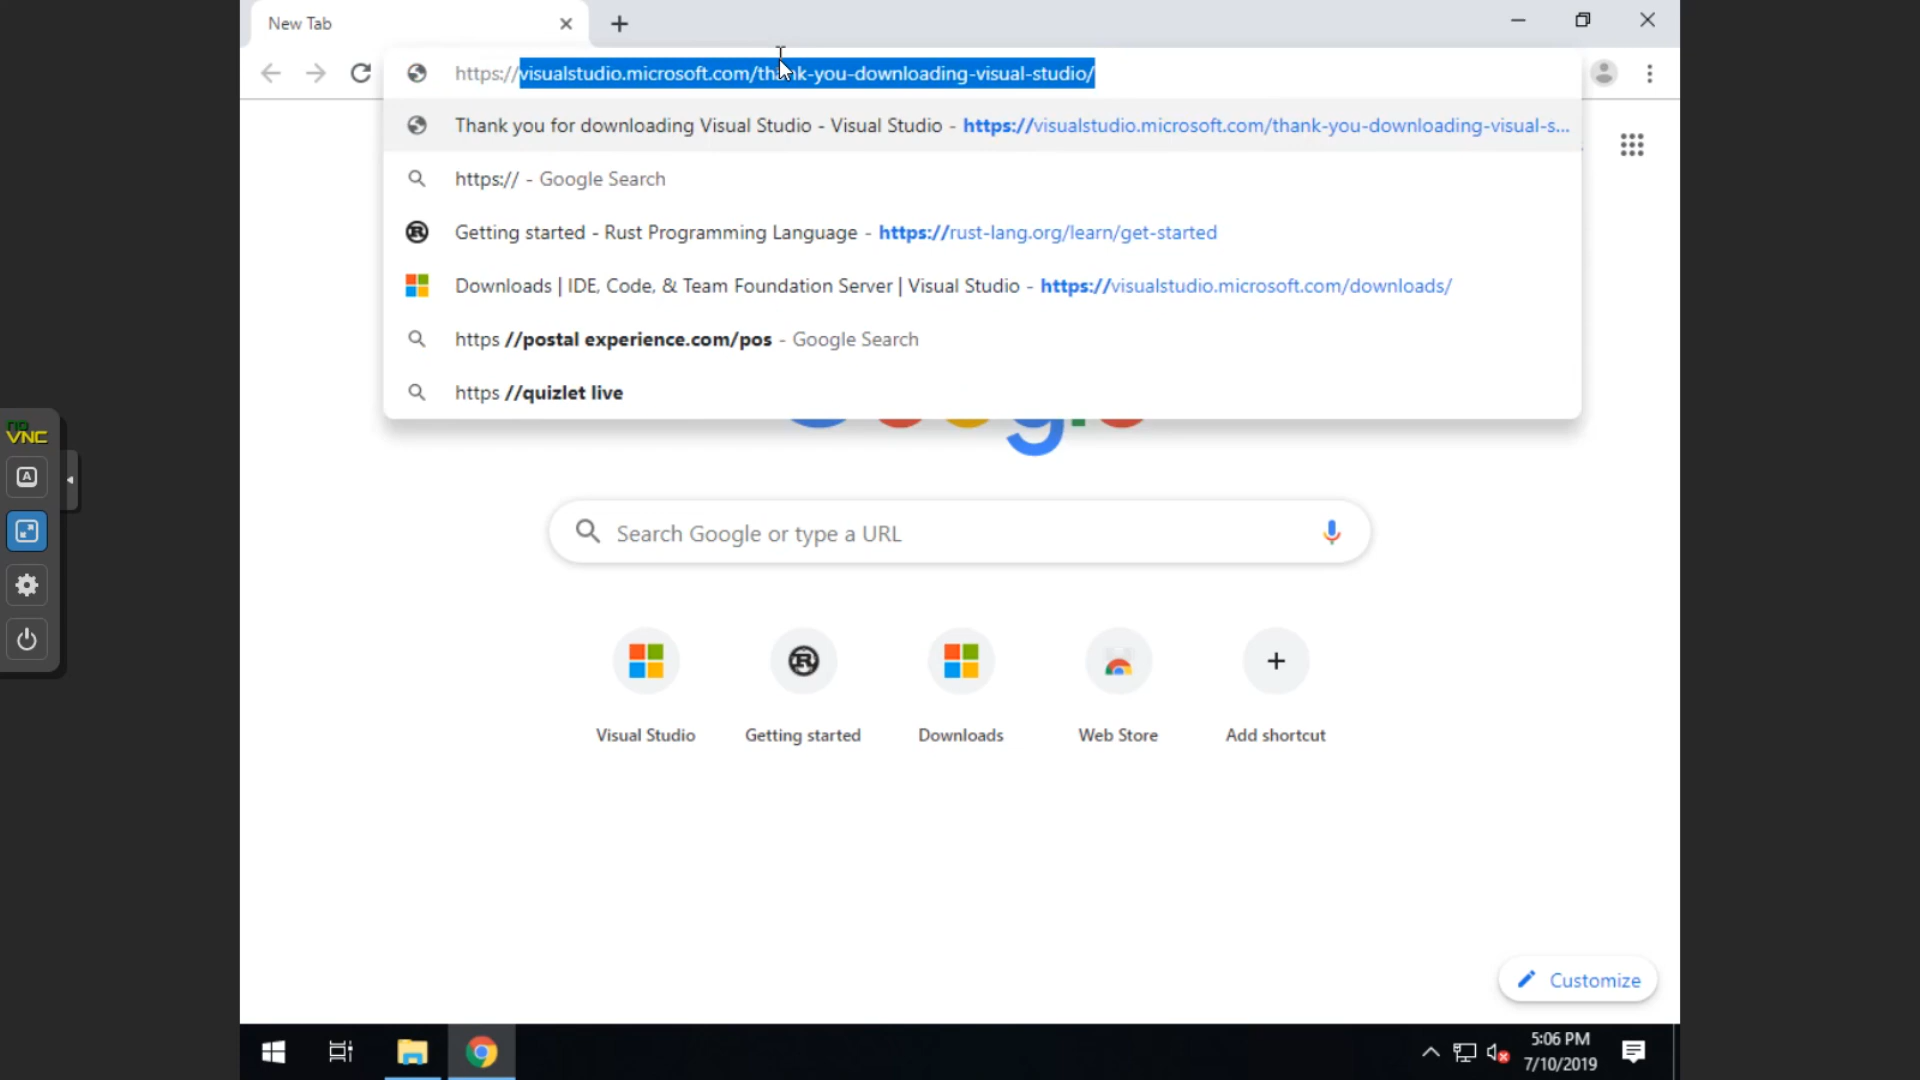 New Tab
https://visualstudio.microsoft.com/thank-you-downloading-visual-studio/
Thank you for downloading Visual Studio - Visual Studio - https://visualstudio.microsoft.com/thank-you-downloading-visual-s...
https:// - Google Search
Getting started - Rust Programming Language - https://rust-lang.org/learn/get-started
Downloads | IDE, Code, & Team Foundation Server | Visual Studio - https://visualstudio.microsoft.com/downloads/
https //postal experience.com/pos - Google Search
https //quizlet live
no
VNC
A
Search Google or type a URL
R
Visual Studio
Getting started
Downloads
Web Store
Add shortcut
Customize
5:06 PM
7/10/2019